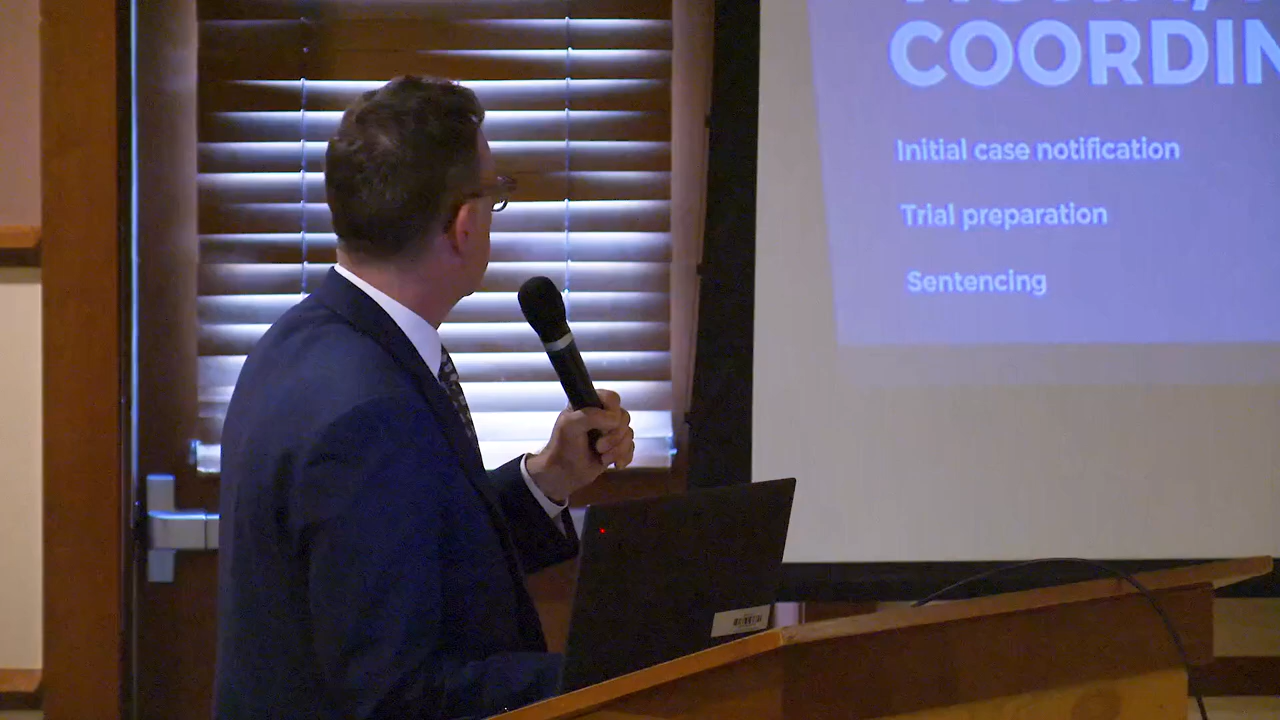 COORDIN
Initial case notification
Trial preparation
Sentencing